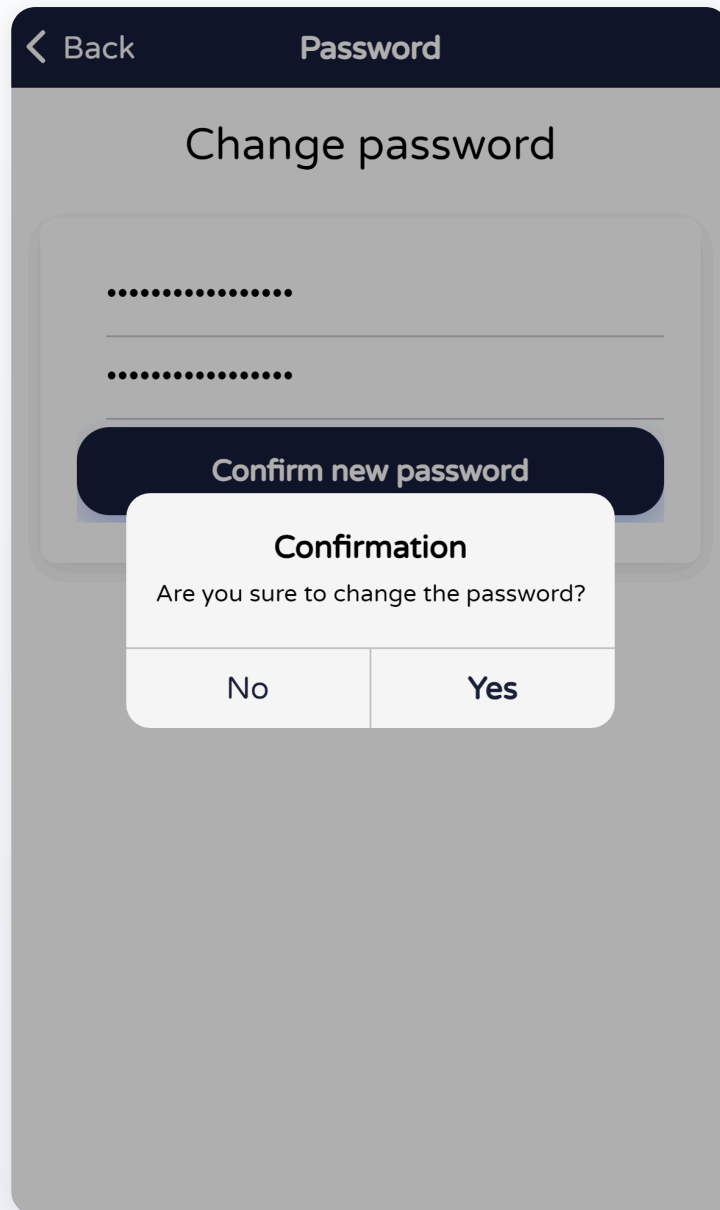 Back Password
Change password
•••••••••••••••••
•••••••••••••••••
Confirm new password
Confirmation
Are you sure to change the password?
No Yes